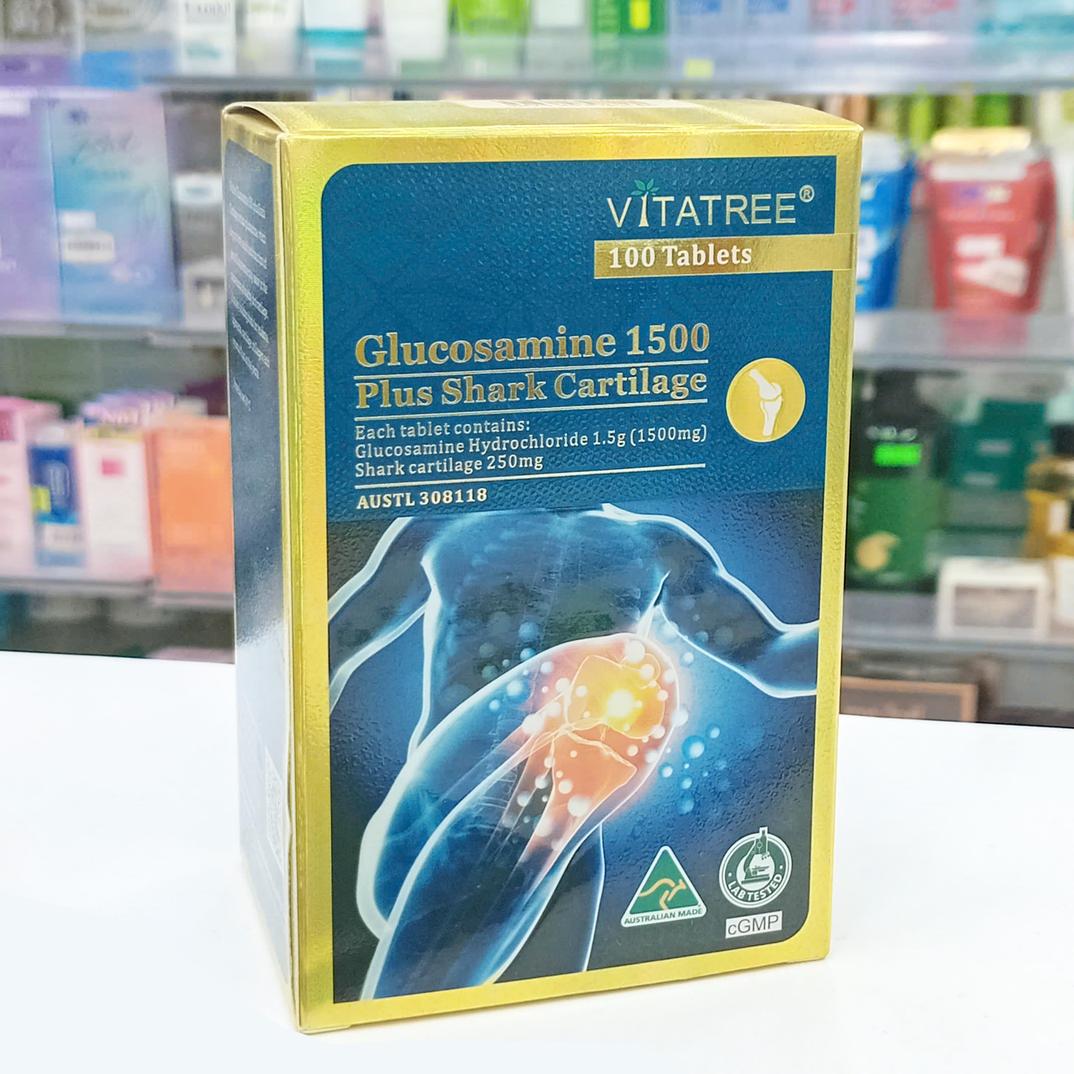 VITATREE®
100 Tablets
Glucosamine 1500
Plus Shark Cartilage
Each tablet contains:
Glucosamine Hydrochloride 1.5g (1500mg)
Shark cartilage 250mg
AUSTL 308118
AUSTRALIAN MADE
LAB TESTED
cGMP